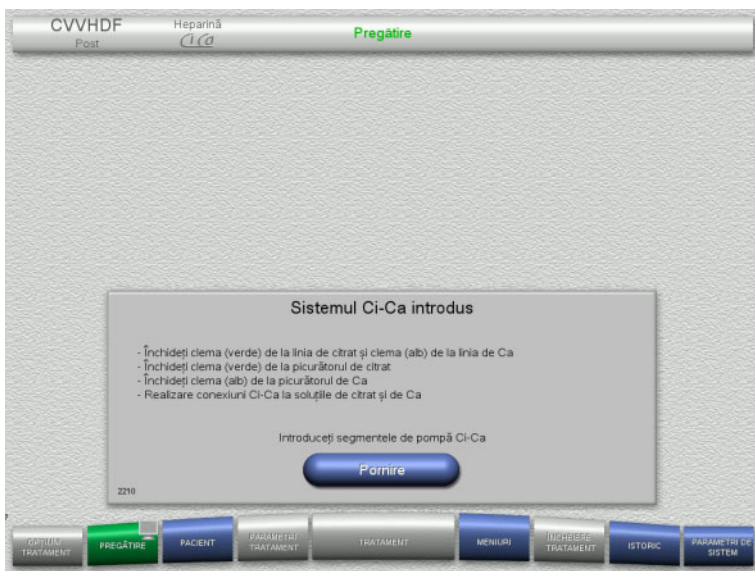 CVVHDF
Post
Heparină
Ci Ca
Pregătire
Sistemul Ci-Ca introdus
- Închideți clema (verde) de la linia de citrat și clema (alb) de la linia de Ca
- Închideți clema (verde) de la picurătorul de citrat
- Închideți clema (alb) de la picurătorul de Ca
- Realizare conexiuni Ci-Ca la soluțiile de citrat și de Ca
Introduceți segmentele de pompă Ci-Ca
Pornire
2210
OPȚIUNI
TRATAMENT
PREGĂTIRE
PACIENT
PARAMETRI
TRATAMENT
TRATAMENT
MENIURI
ÎNCHEIERE
TRATAMENT
ISTORIC
PARAMETRI DE
SISTEM